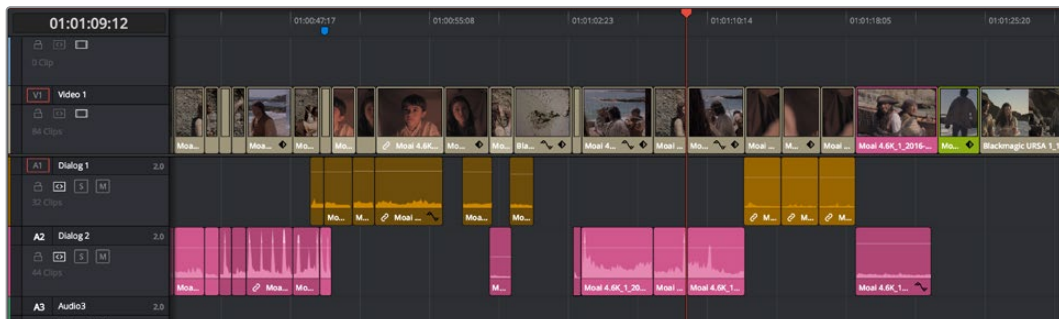 01:01:09:12
01:00:47:17 01:00:55:08 01:01:02:23 01:01:10:14 01:01:18:05 01:01:25:20
0 Clip
V1 Video 1
84 Clips
Moa... Moa... Mo... Mo... Moai 4.6K... Mo... Mo... Bla... Moai 4... Moai ... Mo... Moai ... M... Moai ... Moai 4.6K_1_2016-... Mo... Blackmagic URSA 1_1
A1 Dialog 1 2.0
S M
32 Clips
Mo... M... Moai ... Moa... Mo... M... M... M...
A2 Dialog 2 2.0
S M
44 Clips
Moa... Moa... Mo... M... Moai 4.6K_1_20... Moai ... Moai 4.6K_1... Moai 4.6K_1...
A3 Audio3 2.0